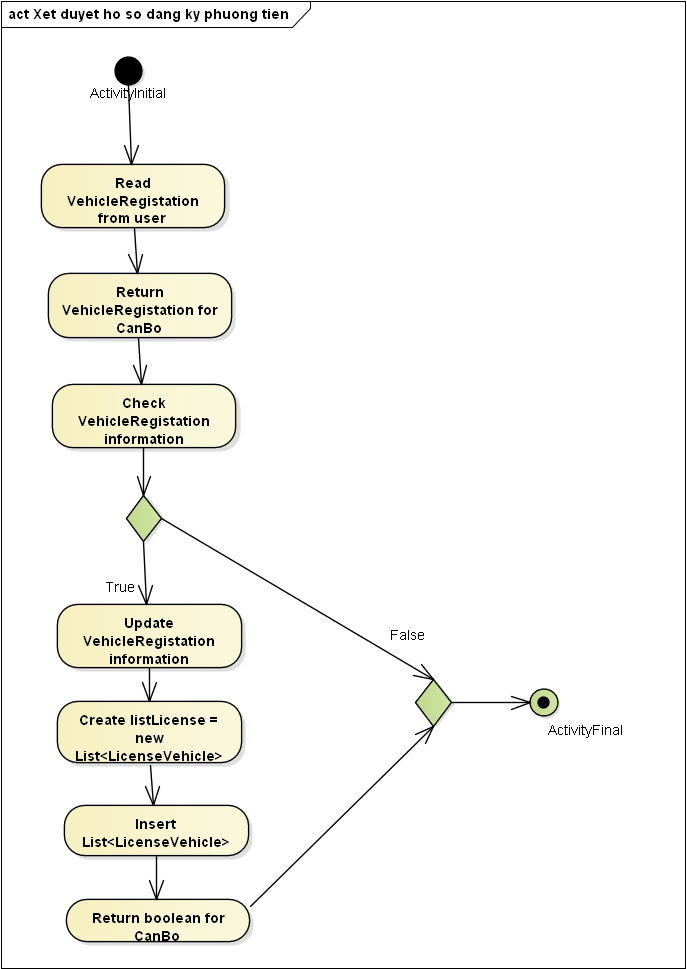 act Xet duyet ho so dang ky phuong tien
ActivityInitial
Read
VehicleRegistation
from user
Return
VehicleRegistation for
CanBo
Check
VehicleRegistation
information
True
False
Update
VehicleRegistation
information
Create listLicense =
new
List<LicenseVehicle>
ActivityFinal
Insert
List<LicenseVehicle>
Return boolean for
CanBo